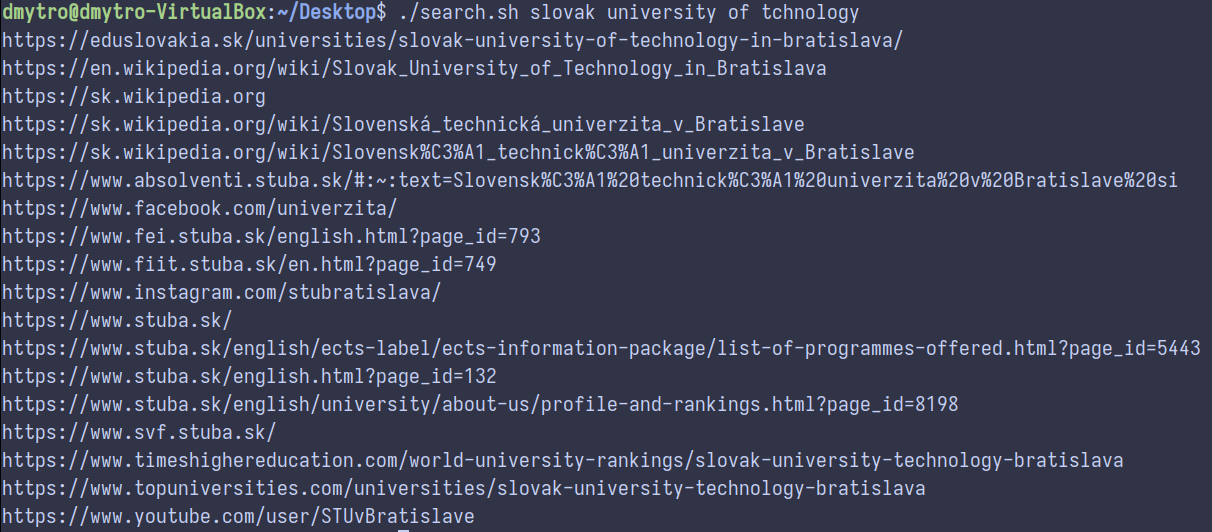 dmytro@dmytro-VirtualBox:~/Desktop$ ./search.sh slovak university of tchnology
https://eduslovakia.sk/universities/slovak-university-of-technology-in-bratislava/
https://en.wikipedia.org/wiki/Slovak_University_of_Technology_in_Bratislava
https://sk.wikipedia.org
https://sk.wikipedia.org/wiki/Slovenská_technická_univerzita_v_Bratislave
https://sk.wikipedia.org/wiki/Slovensk%C3%A1_technick%C3%A1_univerzita_v_Bratislave
https://www.absolventi.stuba.sk/#:~:text=Slovensk%C3%A1%20technick%C3%A1%20univerzita%20v%20Bratislave%20si
https://www.facebook.com/univerzita/
https://www.fei.stuba.sk/english.html?page_id=793
https://www.fiit.stuba.sk/en.html?page_id=749
https://www.instagram.com/stubratislava/
https://www.stuba.sk/
https://www.stuba.sk/english/ects-label/ects-information-package/list-of-programmes-offered.html?page_id=5443
https://www.stuba.sk/english.html?page_id=132
https://www.stuba.sk/english/university/about-us/profile-and-rankings.html?page_id=8198
https://www.svf.stuba.sk/
https://www.timeshighereducation.com/world-university-rankings/slovak-university-technology-bratislava
https://www.topuniversities.com/universities/slovak-university-technology-bratislava
https://www.youtube.com/user/STUvBratislave